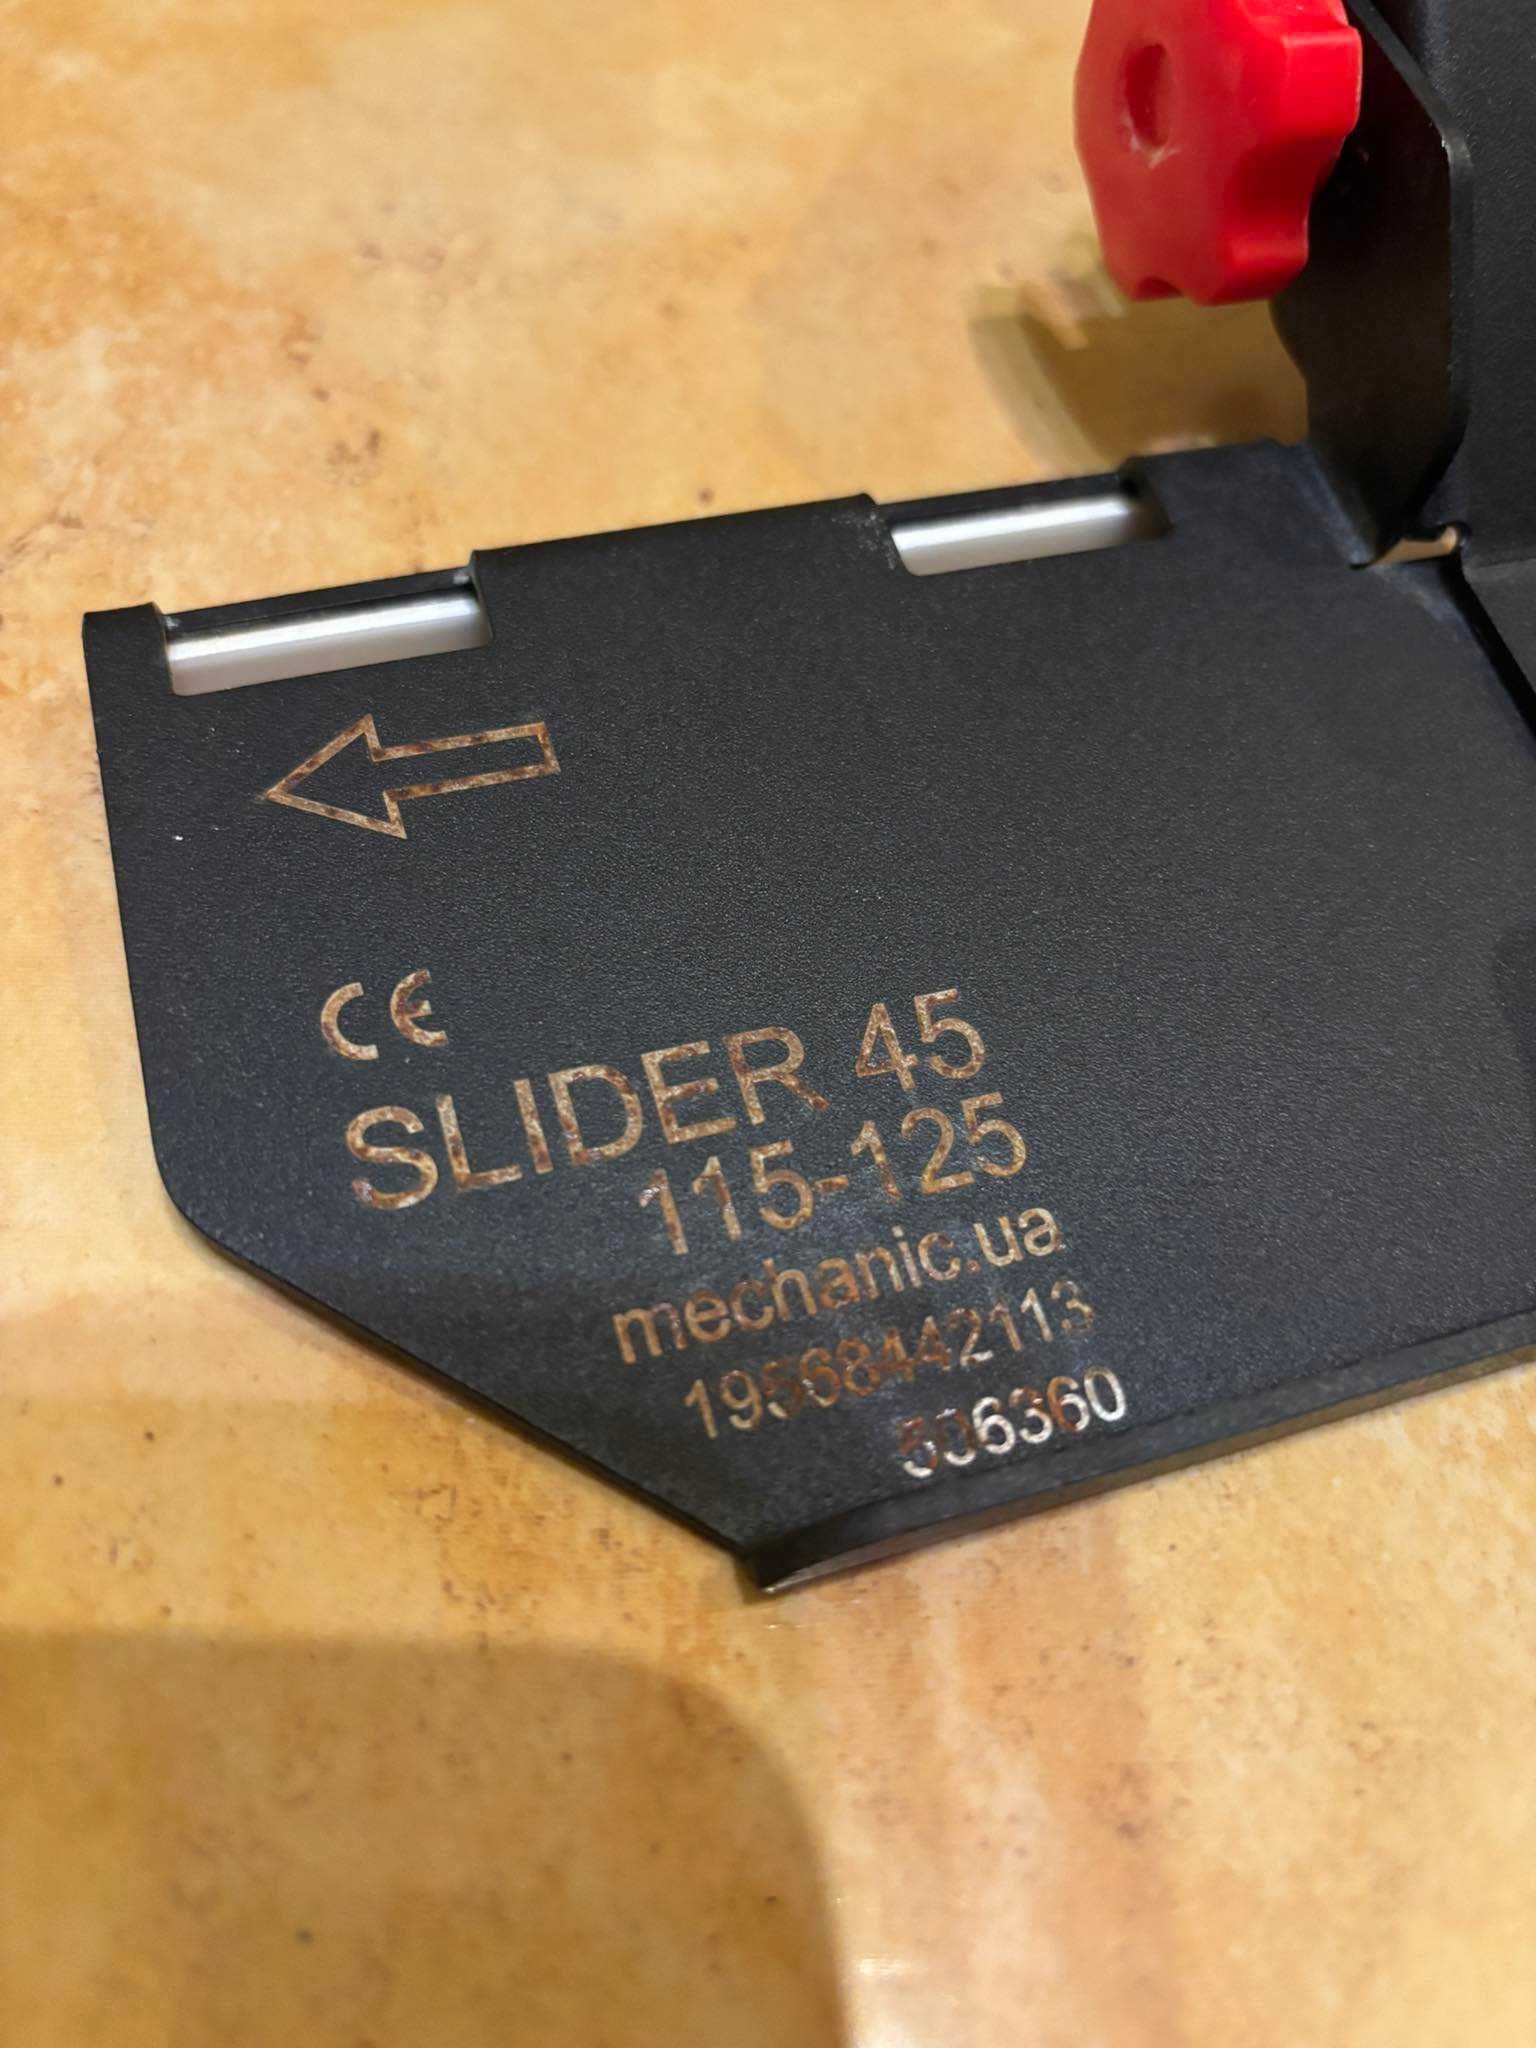 CE
SLIDER 45
115-125
mechanic.ua
19568442113
506360